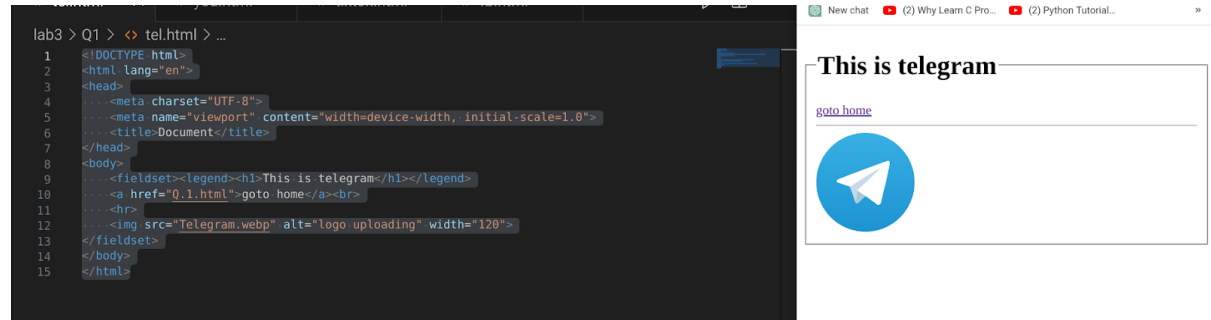 lab3 > Q1 > <> tel.html > ...
1 <!DOCTYPE html>
2 <html lang="en">
3 <head>
4 <meta charset="UTF-8">
5 <meta name="viewport" content="width=device-width, initial-scale=1.0">
6 <title>Document</title>
7 </head>
8 <body>
9 <fieldset><legend><h1>This is telegram</h1></legend>
10 <a href="Q.1.html">goto home</a><br>
11 <hr>
12 <img src="Telegram.webp" alt="logo uploading" width="120">
13 </fieldset>
14 </body>
15 </html>
New chat (2) Why Learn C Pro... (2) Python Tutorial... »
This is telegram
goto home